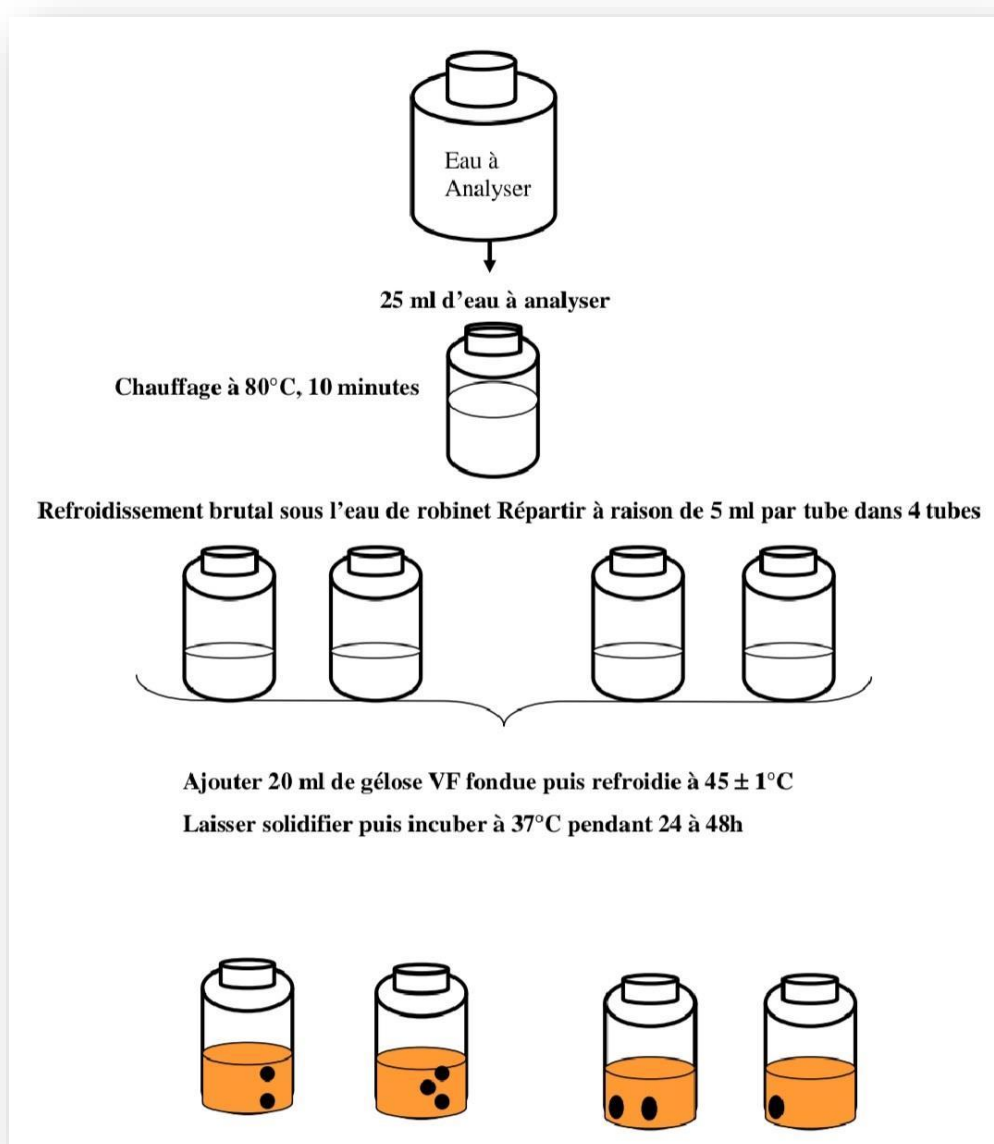 Eau à
Analyser
25 ml d’eau à analyser
Chauffage à 80°C, 10 minutes
Refroidissement brutal sous l’eau de robinet Répartir à raison de 5 ml par tube dans 4 tubes
Ajouter 20 ml de gélose VF fondue puis refroidie à 45 ± 1°C
Laisser solidifier puis incuber à 37°C pendant 24 à 48h